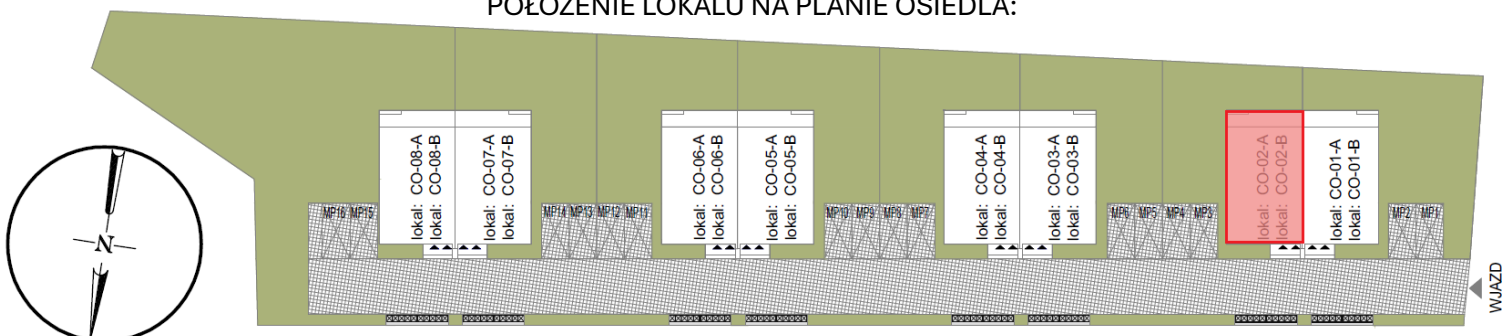 POŁOŻENIE LOKALU NA PLANIE OSIEDLA:
lokal: CO-08-A
lokal: CO-08-B
lokal: CO-07-A
lokal: CO-07-B
lokal: CO-06-A
lokal: CO-06-B
lokal: CO-05-A
lokal: CO-05-B
lokal: CO-04-A
lokal: CO-04-B
lokal: CO-03-A
lokal: CO-03-B
lokal: CO-02-A
lokal: CO-02-B
lokal: CO-01-A
lokal: CO-01-B
MP16 MP15
MP14 MP13 MP12 MP11
MP10 MP9 MP8 MP7
MP6 MP5 MP4 MP3
MP2 MP1
N
WJAZD